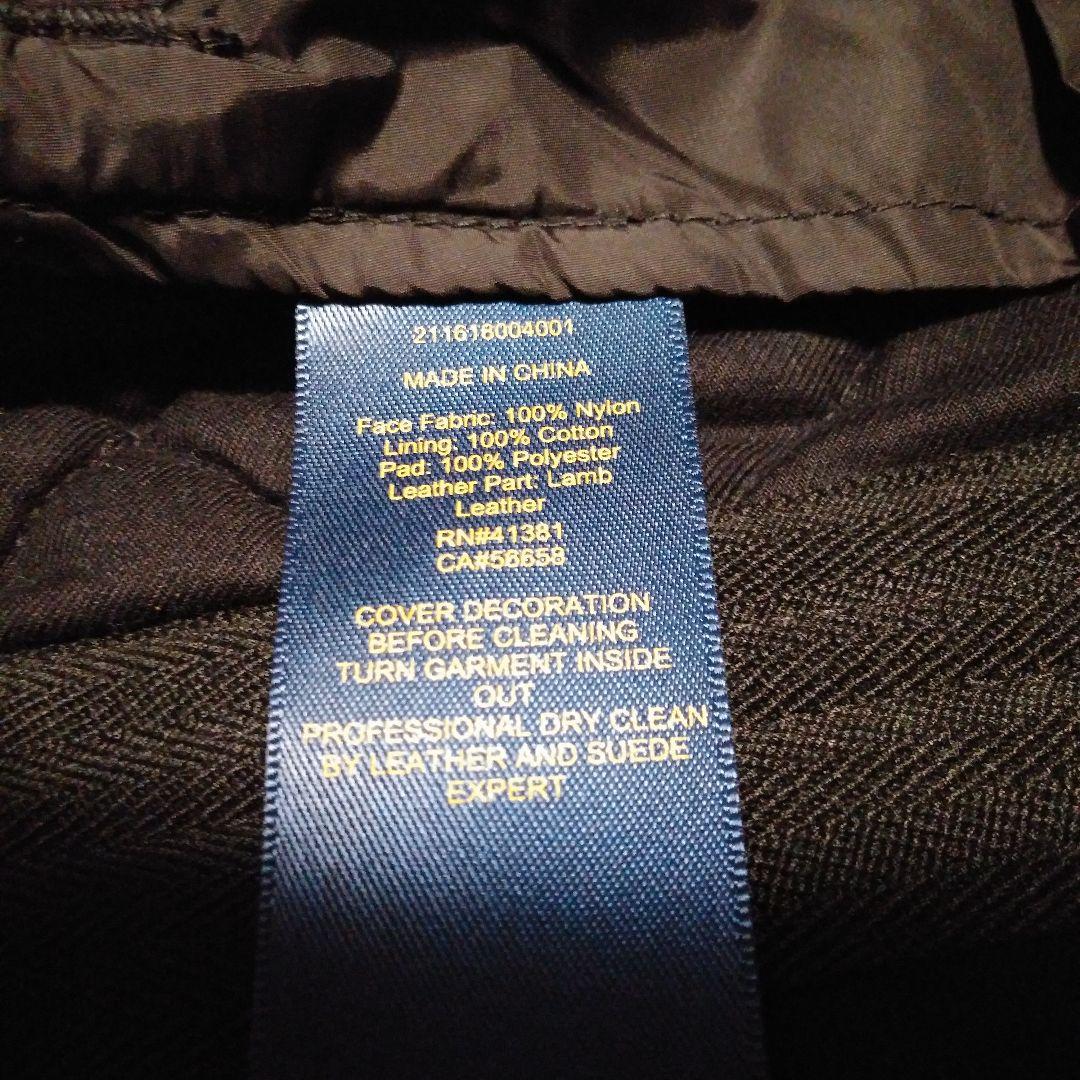 211618004001
MADE IN CHINA
Face Fabric: 100% Nylon
Lining: 100% Cotton
Pad: 100% Polyester
Leather Part: Lamb
Leather
RN#41381
CA#56658
COVER DECORATION
BEFORE CLEANING
TURN GARMENT INSIDE
OUT
PROFESSIONAL DRY CLEAN
BY LEATHER AND SUEDE
EXPERT